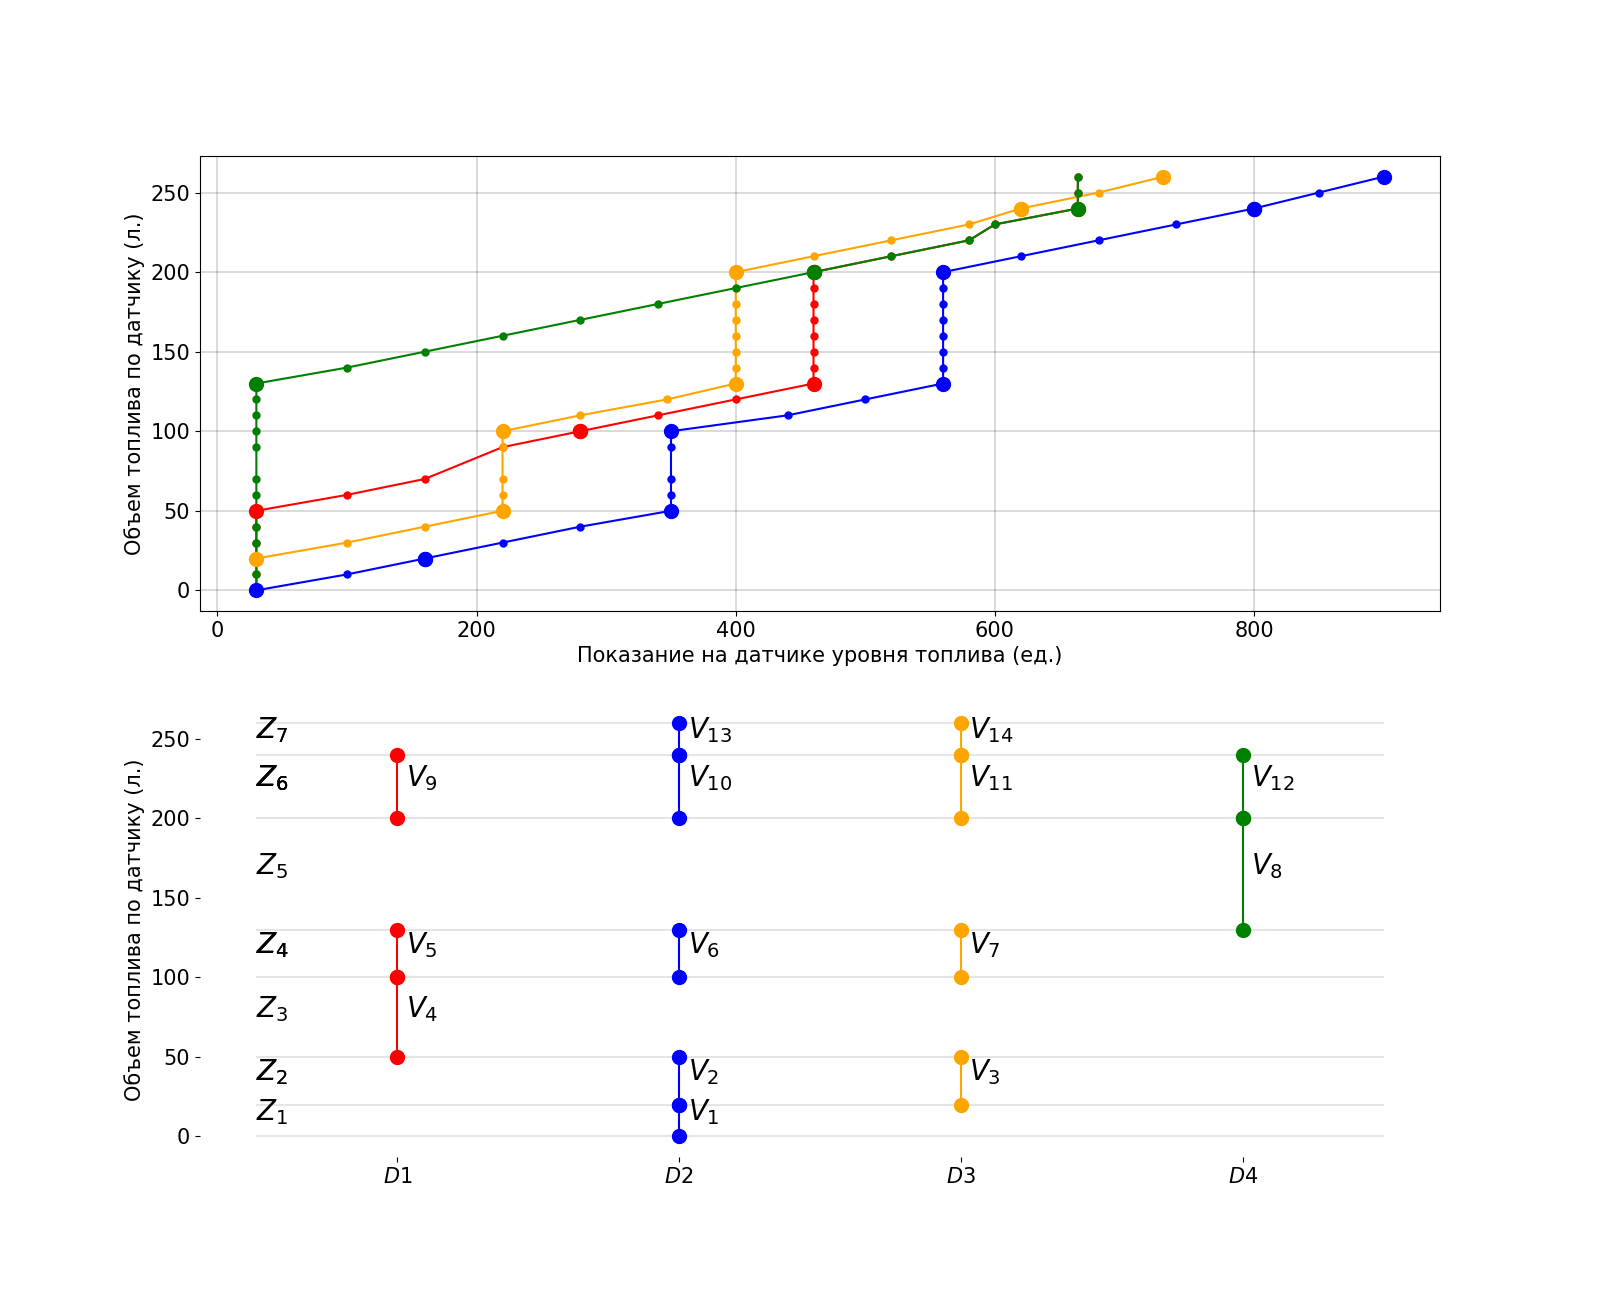 Объем топлива по датчику (л.)
250
200
150
100
50
0
0 200 400 600 800
Показание на датчике уровня топлива (ед.)
Объем топлива по датчику (л.)
250
200
150
100
50
0
Z7 V13 V14
Z6 V9 V10 V11 V12
Z5 V8
Z4 V5 V6 V7
Z3 V4
Z2 V2 V3
Z1 V1
D1 D2 D3 D4